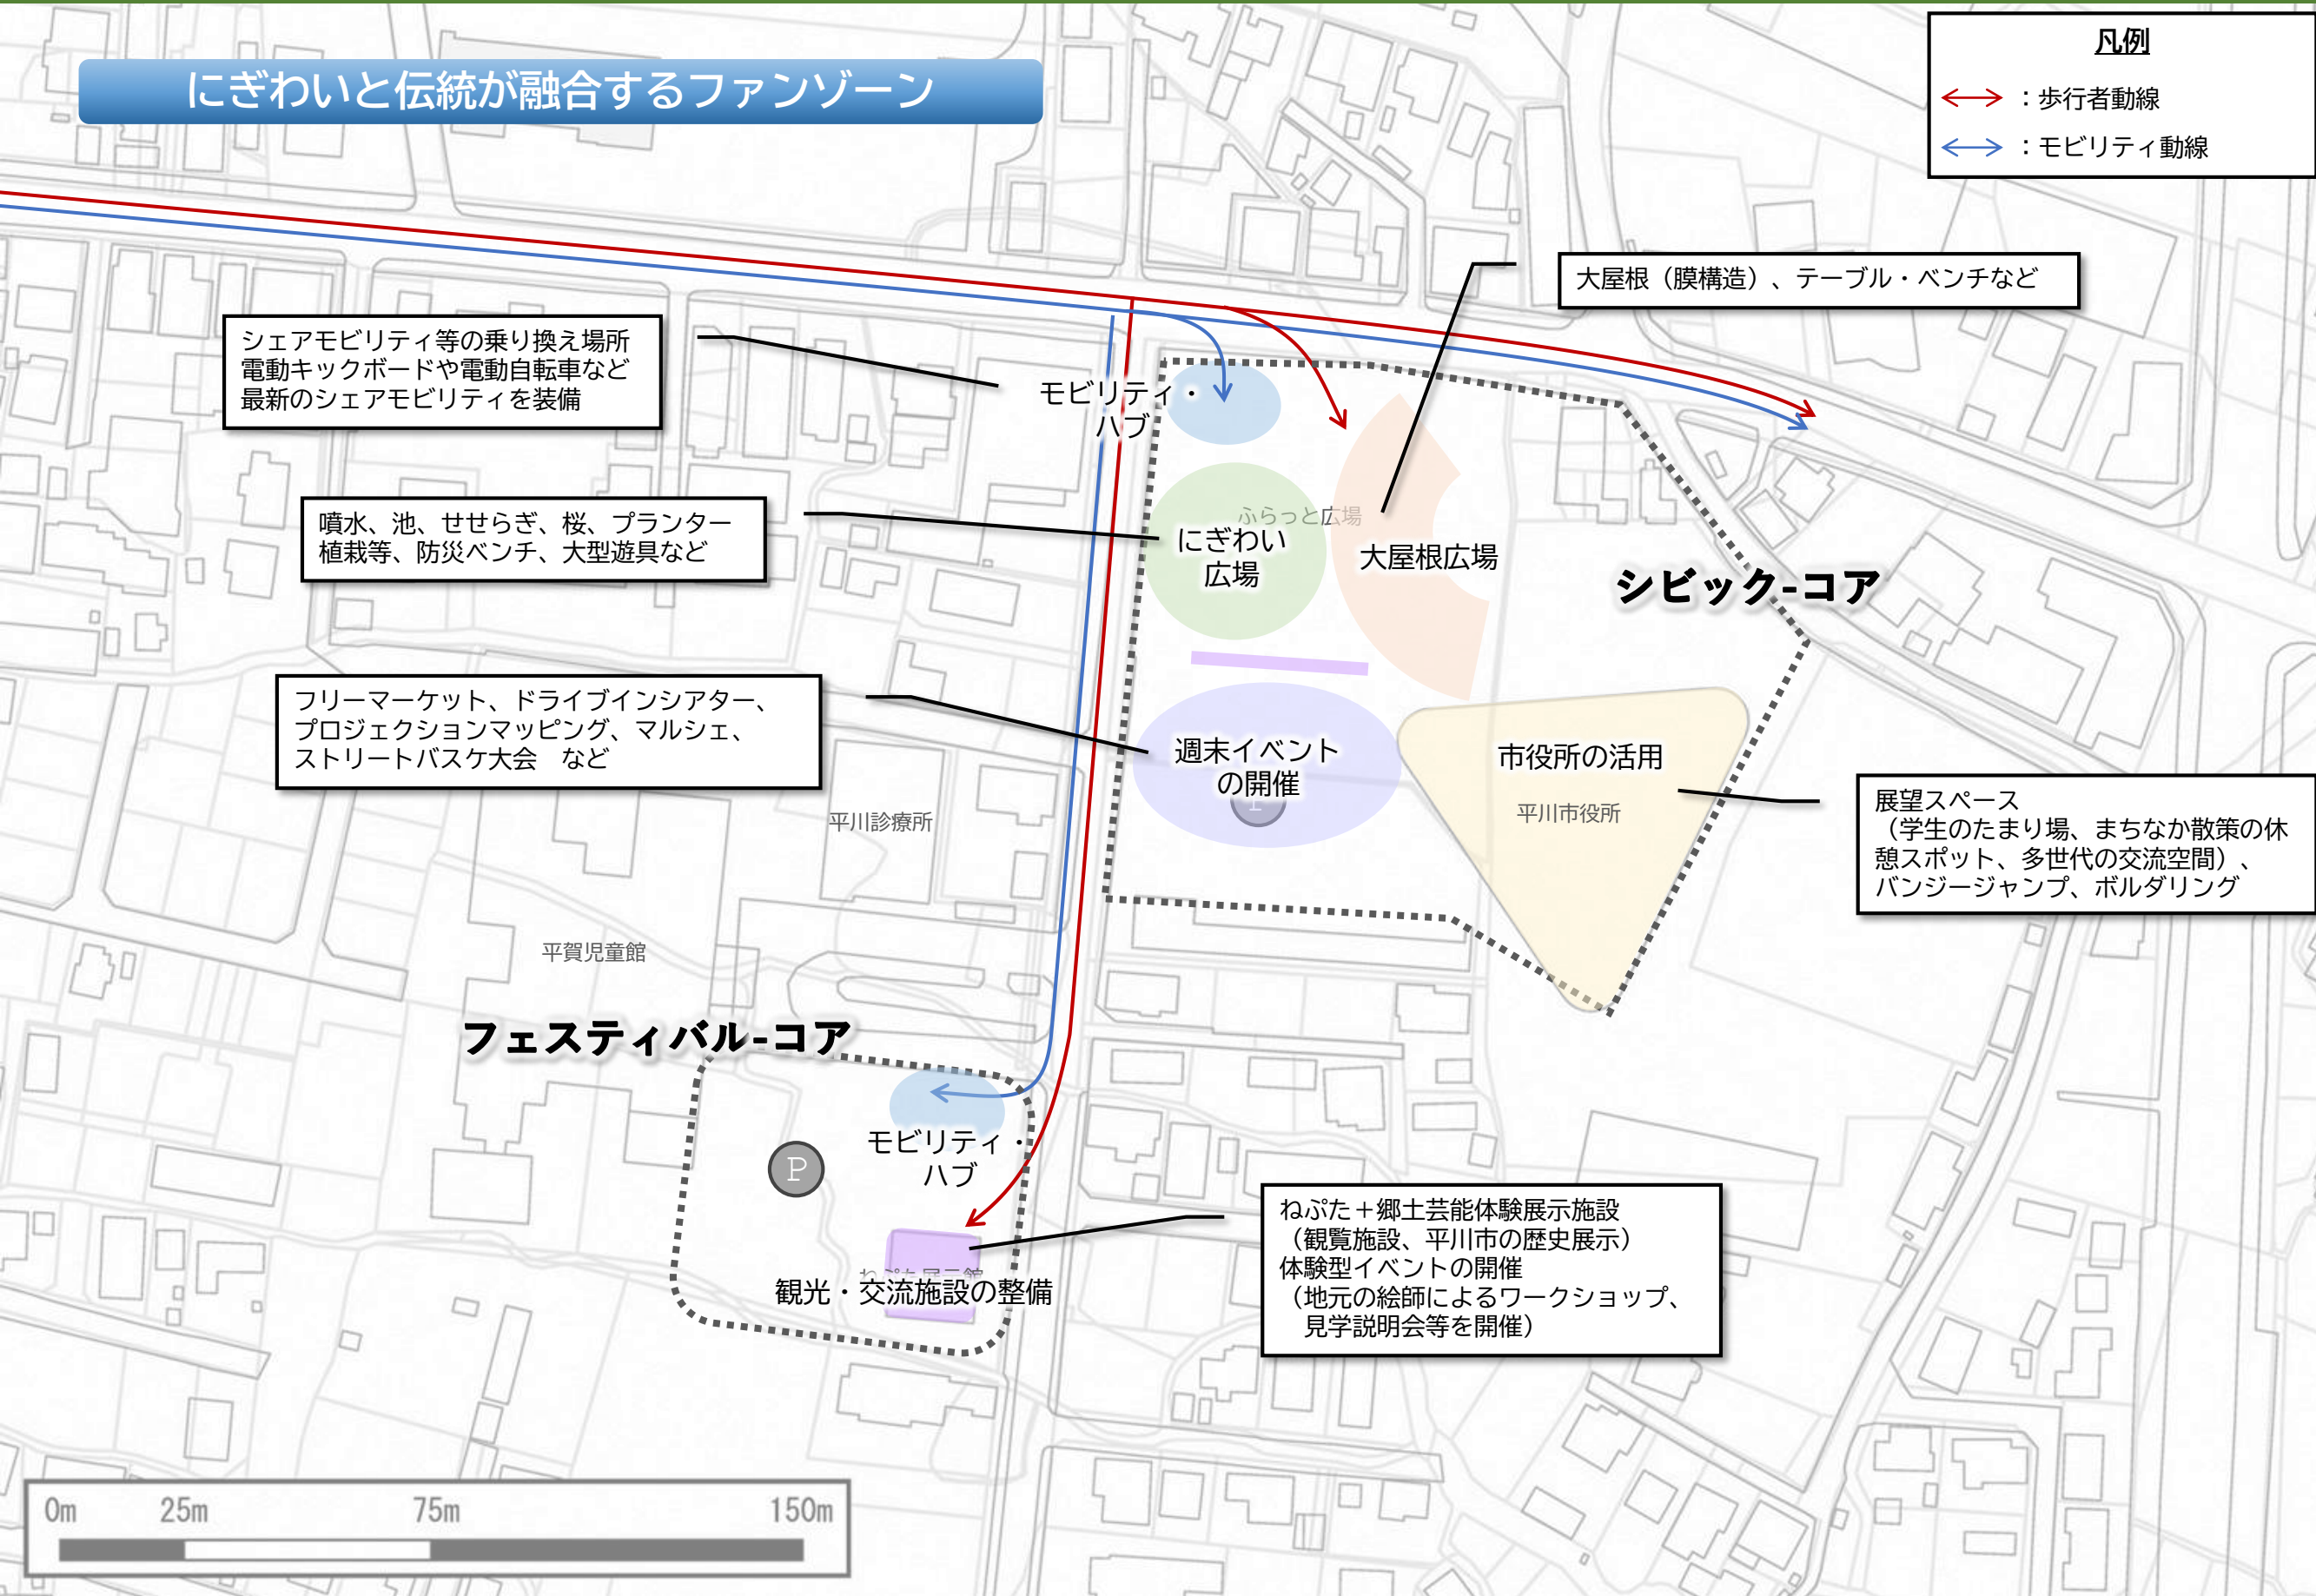 にぎわいと伝統が融合するファンゾーン
凡例
：歩行者動線
：モビリティ動線
大屋根（膜構造）、テーブル・ベンチなど
シェアモビリティ等の乗り換え場所
電動キックボードや電動自転車など
最新のシェアモビリティを装備
モビリティ・
ハブ
噴水、池、せせらぎ、桜、プランター
植栽等、防災ベンチ、大型遊具など
ふらっと広場
にぎわい
広場
大屋根広場
シビック-コア
フリーマーケット、ドライブインシアター、
プロジェクションマッピング、マルシェ、
ストリートバスケ大会　など
週末イベント
の開催
市役所の活用
平川市役所
展望スペース
（学生のたまり場、まちなか散策の休
憩スポット、多世代の交流空間）、
バンジージャンプ、ボルダリング
平川診療所
平賀児童館
フェスティバル-コア
モビリティ・
ハブ
P
ねぷた展示館
観光・交流施設の整備
ねぷた＋郷土芸能体験展示施設
（観覧施設、平川市の歴史展示）
体験型イベントの開催
（地元の絵師によるワークショップ、
見学説明会等を開催）
0m 25m 75m 150m